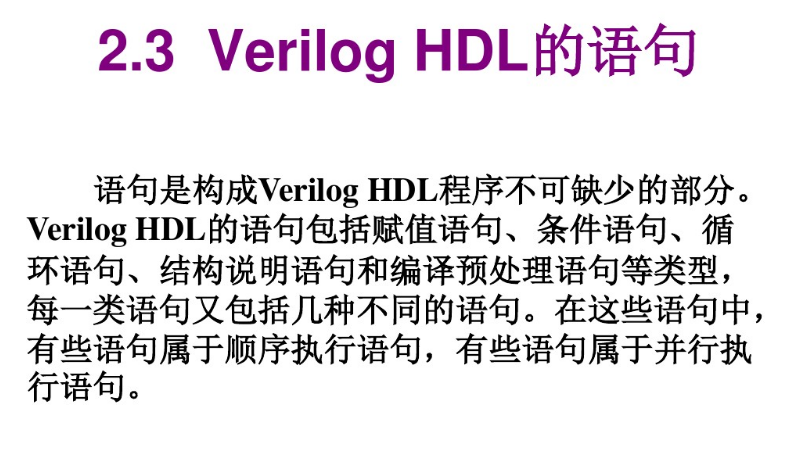 2.3 Verilog HDL的语句
语句是构成Verilog HDL程序不可缺少的部分。
Verilog HDL的语句包括赋值语句、条件语句、循
环语句、结构说明语句和编译预处理语句等类型，
每一类语句又包括几种不同的语句。在这些语句中，
有些语句属于顺序执行语句，有些语句属于并行执
行语句。